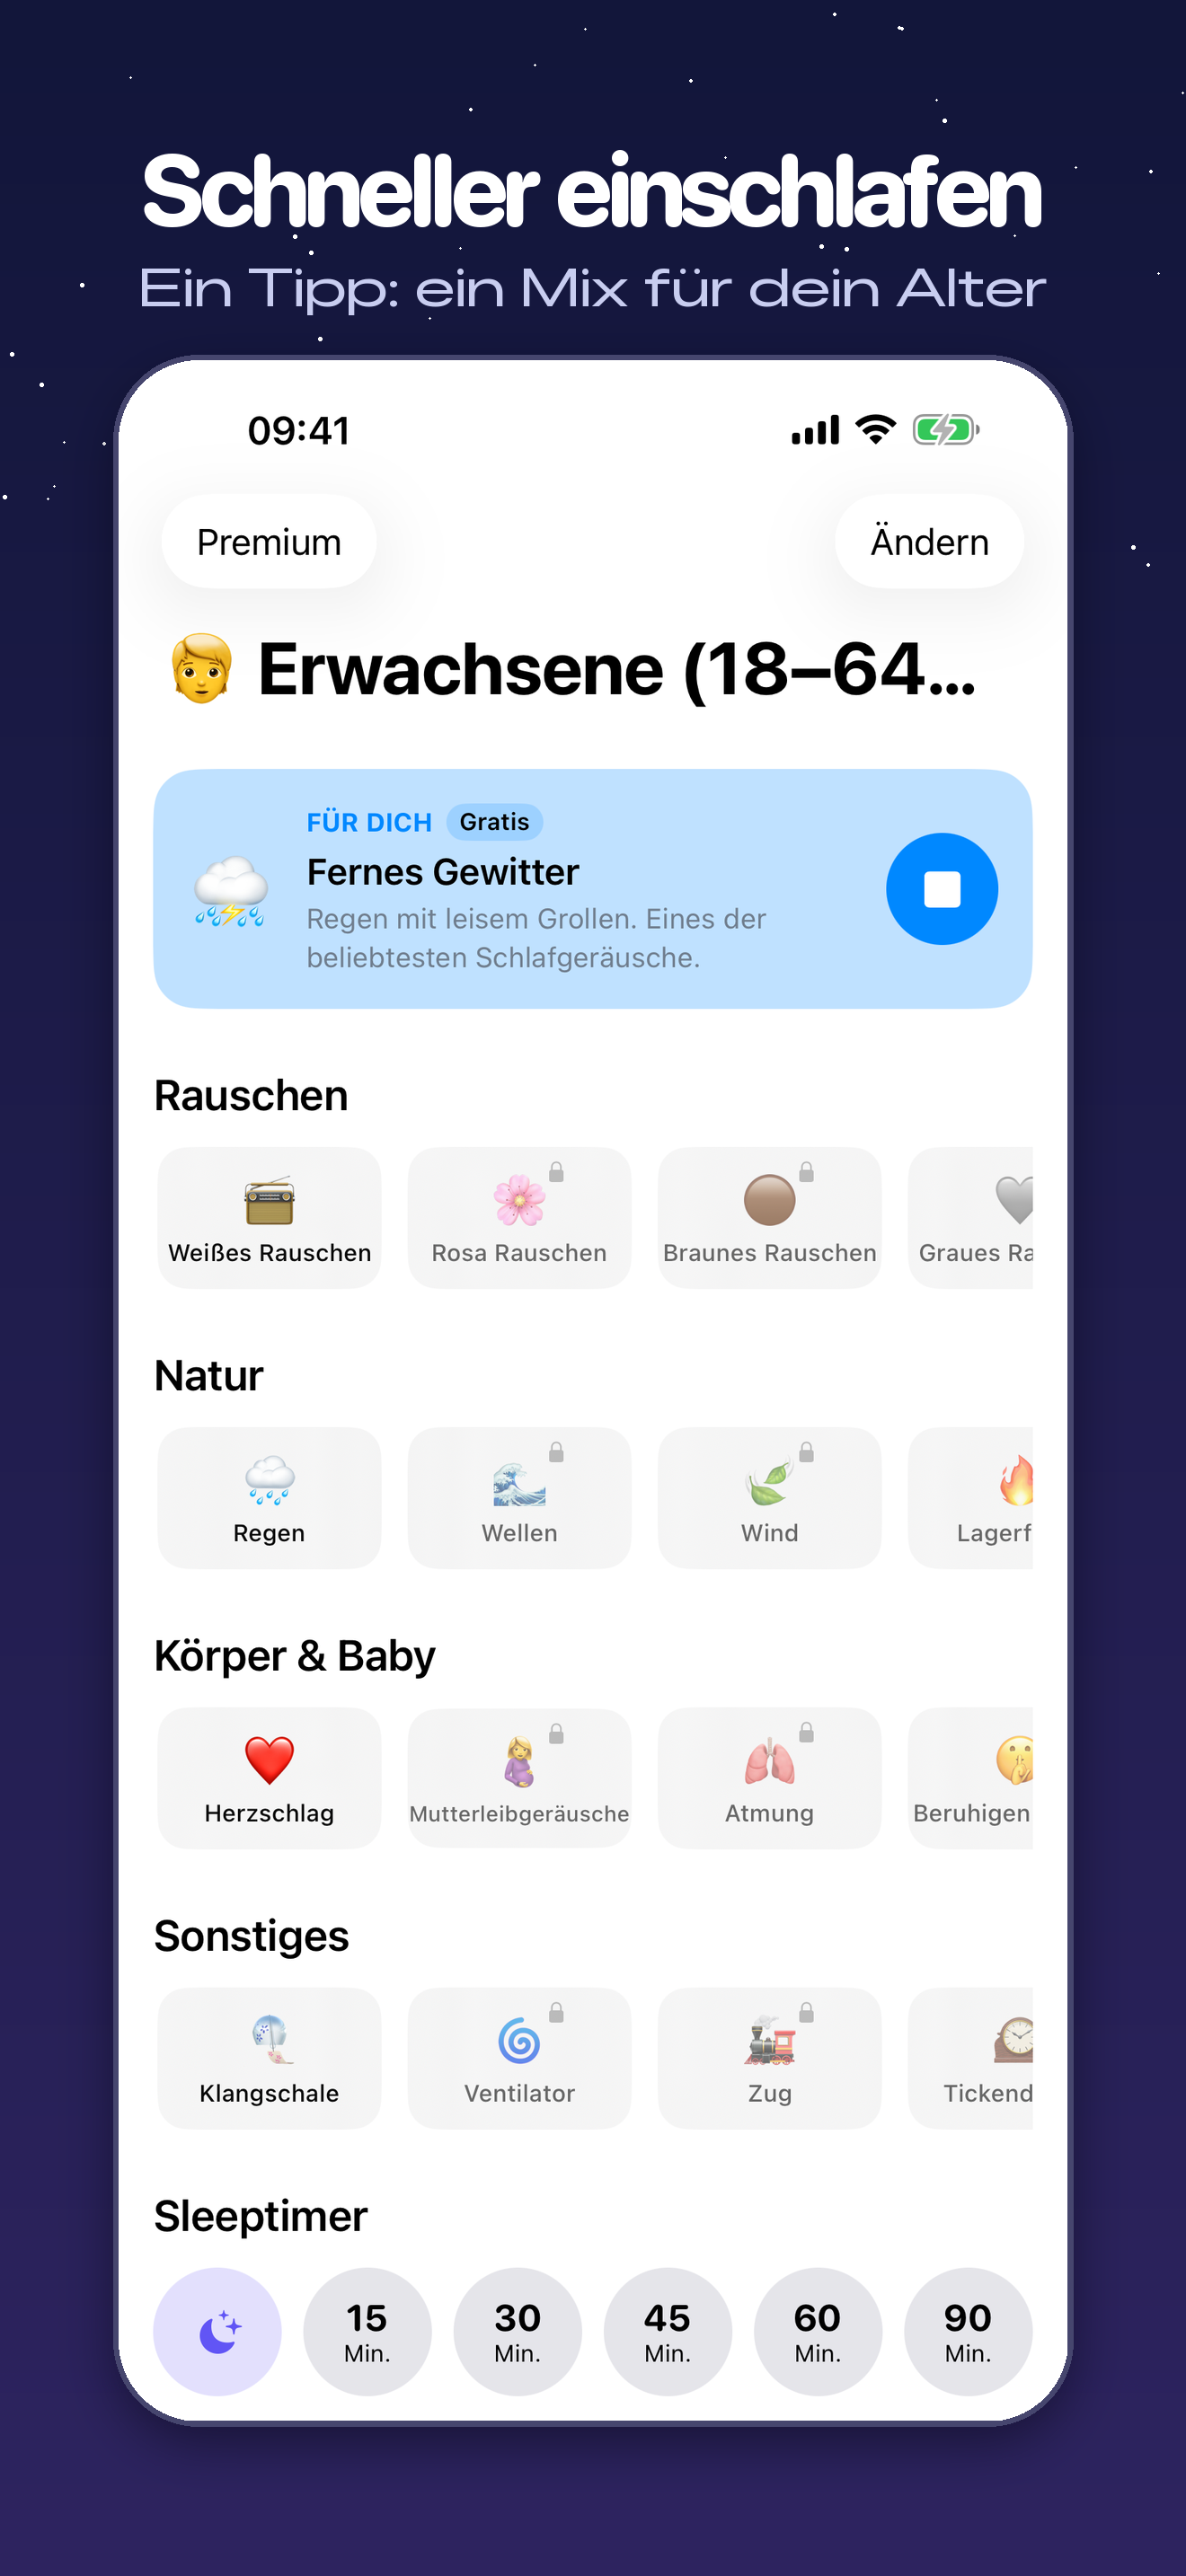 Schneller einschlafen
Ein Tipp: ein Mix für dein Alter
09:41
Premium
Ändern
Erwachsene (18–64...
FÜR DICH Gratis
Fernes Gewitter
Regen mit leisem Grollen. Eines der
beliebtesten Schlafgeräusche.
Rauschen
Weißes Rauschen
Rosa Rauschen
Braunes Rauschen
Graues Ra
Natur
Regen
Wellen
Wind
Lagerf
Körper & Baby
Herzschlag
Mutterleibgeräusche
Atmung
Beruhigen
Sonstiges
Klangschale
Ventilator
Zug
Tickend
Sleeptimer
15
Min.
30
Min.
45
Min.
60
Min.
90
Min.